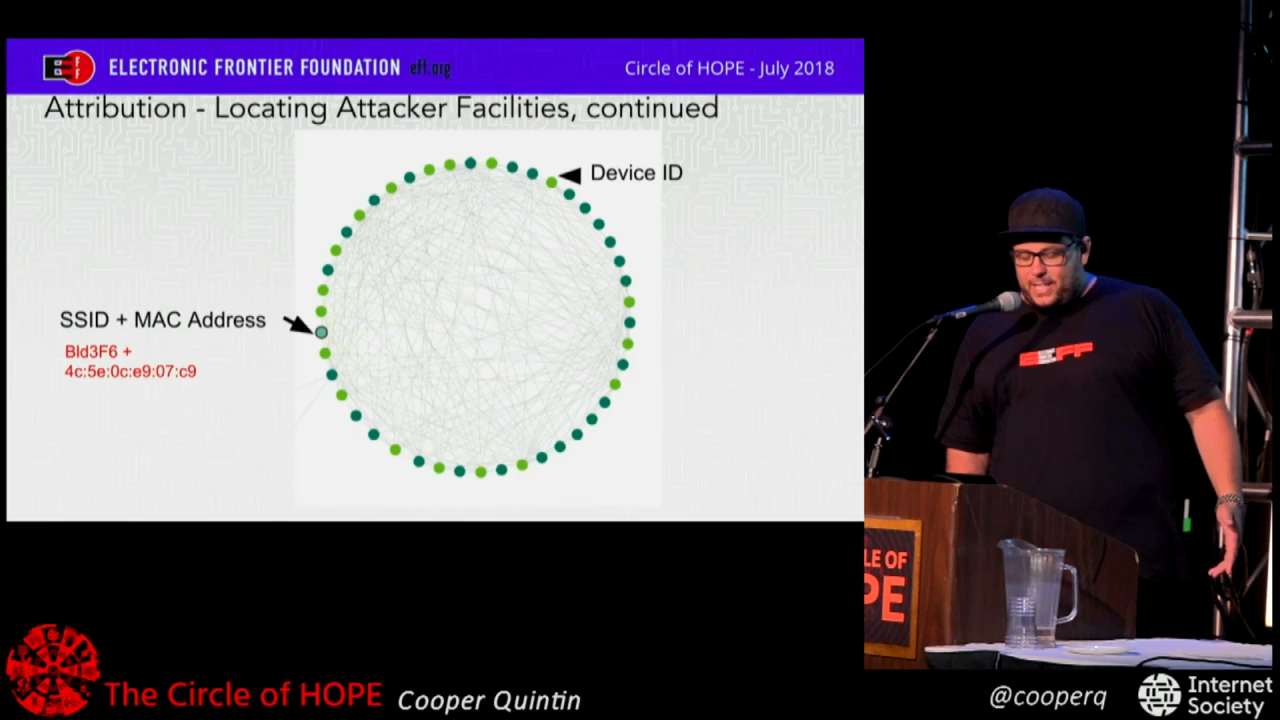 EFF
ELECTRONIC FRONTIER FOUNDATION eff.org
Circle of HOPE - July 2018
Attribution - Locating Attacker Facilities, continued
Device ID
SSID + MAC Address
Bld3F6 +
4c:5e:0c:e9:07:c9
EFF
LE OF
PE
The Circle of HOPE
Cooper Quintin
@cooperq
Internet
Society